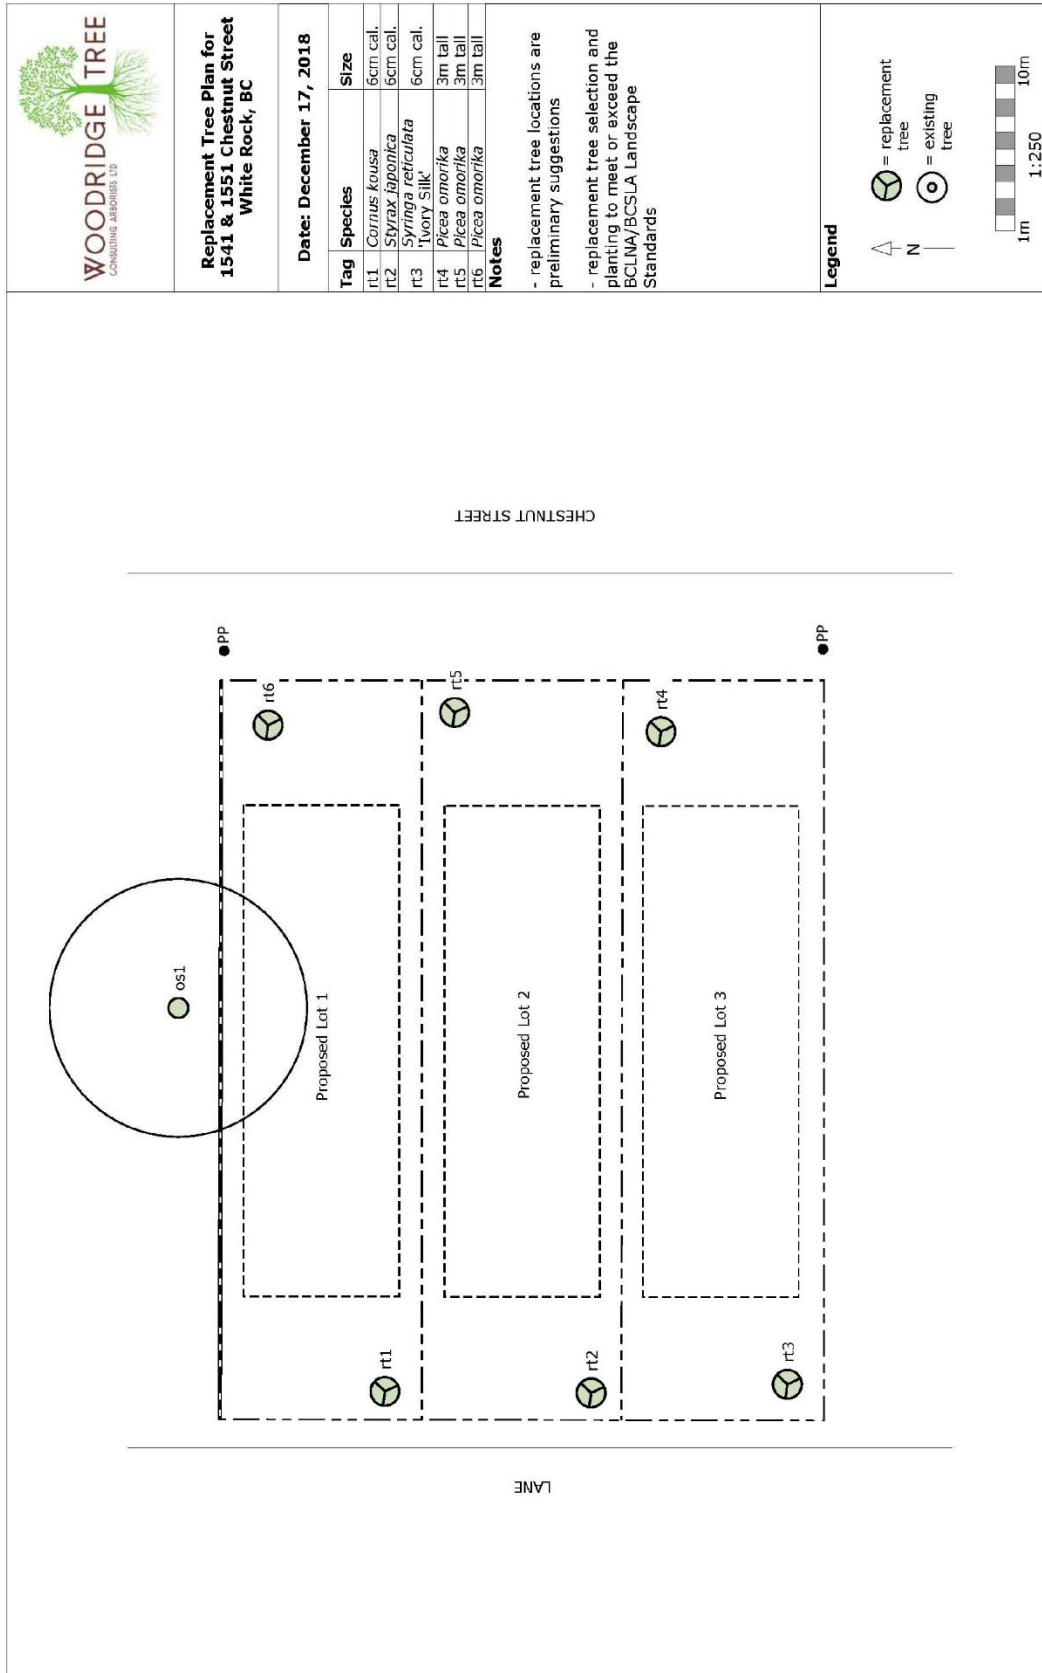 WOODRIDGE TREE
CONSULTING ARBORISTS LTD
Replacement Tree Plan for
1541 & 1551 Chestnut Street
White Rock, BC
Date: December 17, 2018
Tag Species Size
rt1 Cornus kousa 6cm cal.
rt2 Styrax japonica 6cm cal.
rt3 Syringa reticulata 'Ivory Silk' 6cm cal.
rt4 Picea omorika 3m tall
rt5 Picea omorika 3m tall
rt6 Picea omorika 3m tall
Notes
- replacement tree locations are
preliminary suggestions
- replacement tree selection and
planting to meet or exceed the
BCLNA/BCSLA Landscape
Standards
Legend
N
= replacement
tree
= existing
tree
1m 10m
1:250
CHESTNUT STREET
PP
PP
rt6
rt5
rt4
os1
Proposed Lot 1
Proposed Lot 2
Proposed Lot 3
rt1
rt2
rt3
LANE